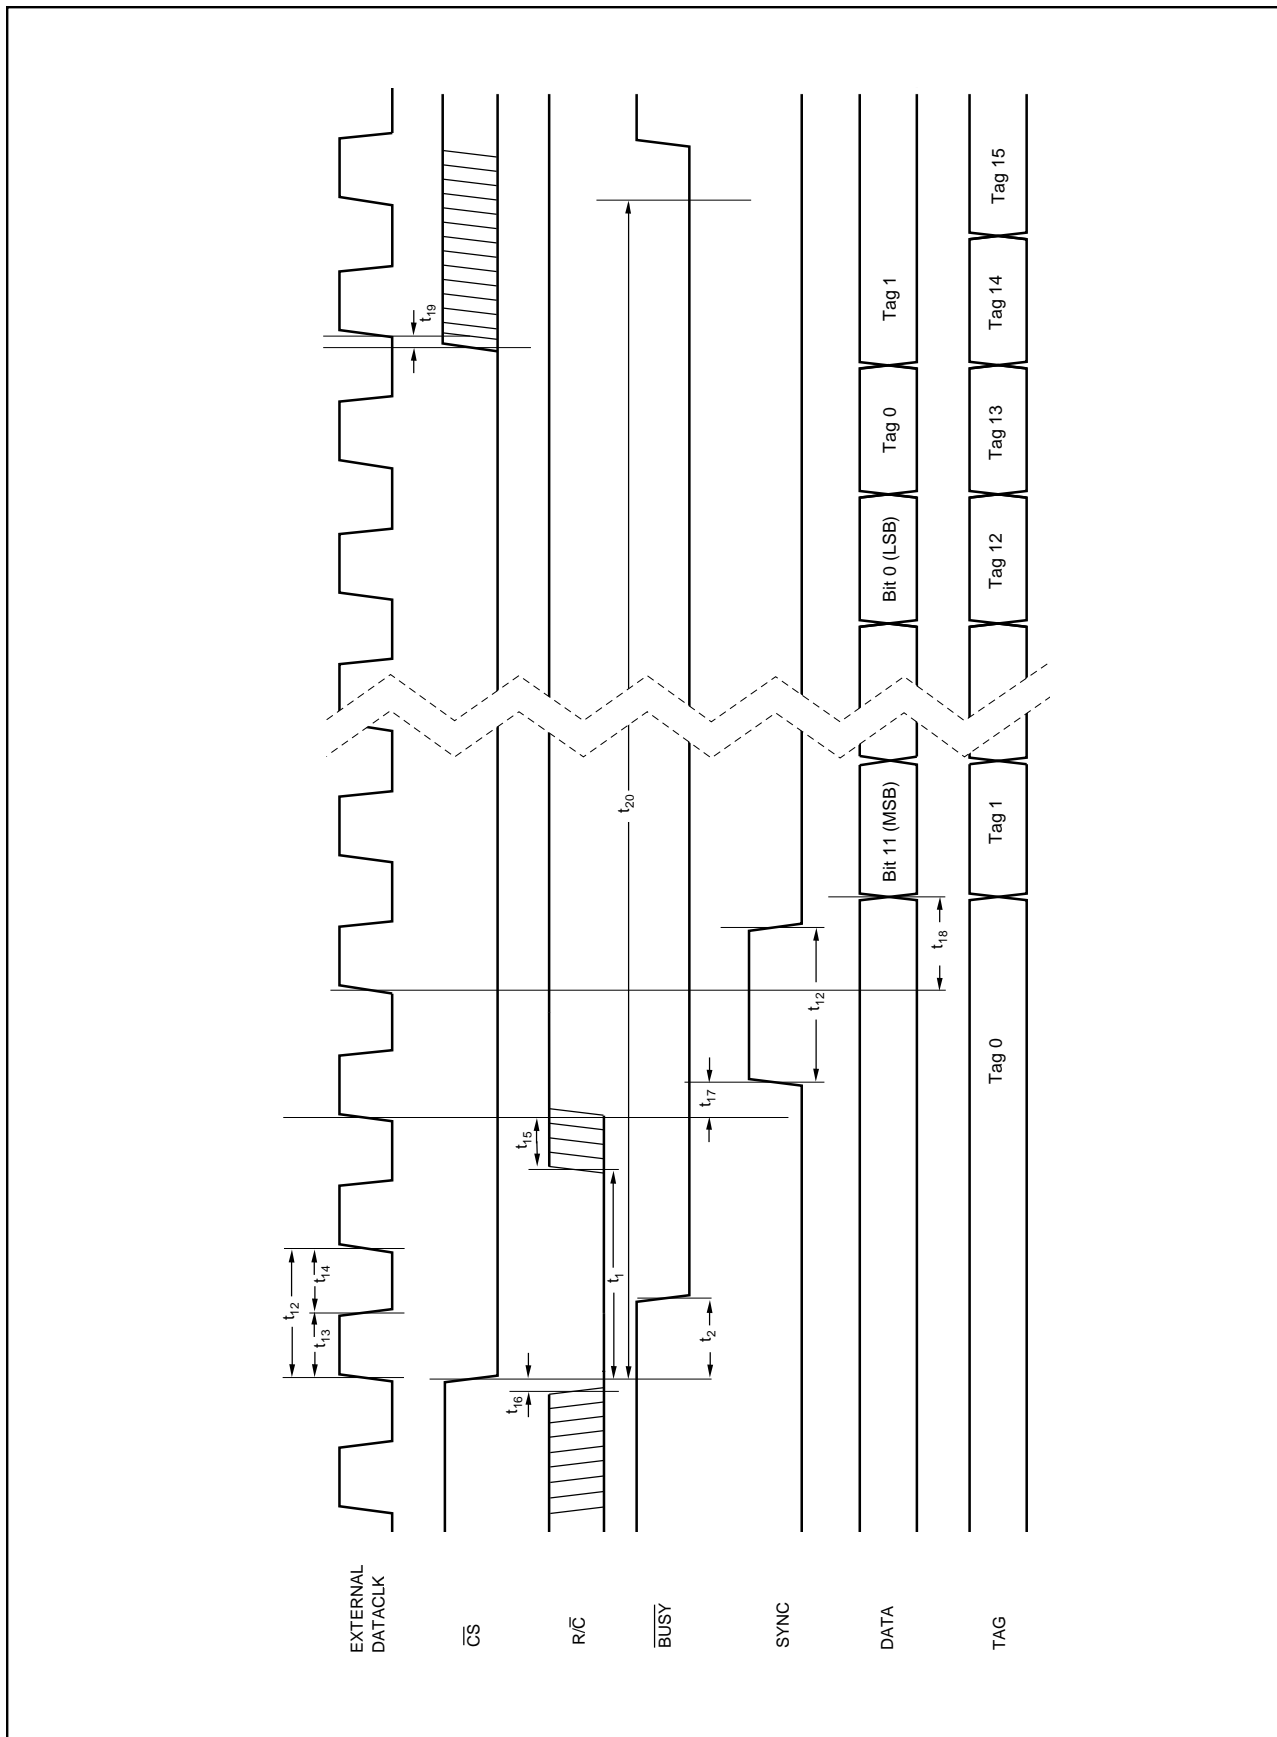 EXTERNAL
DATACLK
t12
t13
t14
t19
C̅S̅
R/C̅
t16
t15
t1
B̅U̅S̅Y̅
t20
t2
SYNC
t17
t12
DATA
t18
Bit 11 (MSB)
Bit 0 (LSB)
Tag 0
Tag 1
TAG
Tag 0
Tag 1
Tag 12
Tag 13
Tag 14
Tag 15